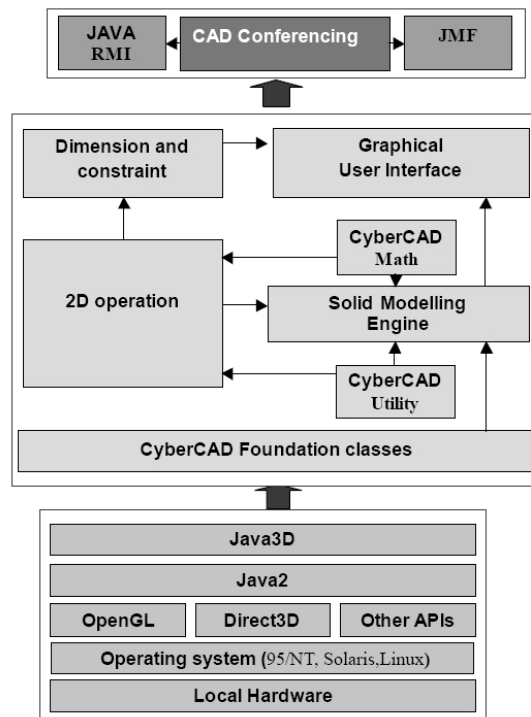 JAVA
RMI
CAD Conferencing
JMF
Dimension and
constraint
Graphical
User Interface
CyberCAD
Math
2D operation
Solid Modelling
Engine
CyberCAD
Utility
CyberCAD Foundation classes
Java3D
Java2
OpenGL
Direct3D
Other APIs
Operating system (95/NT, Solaris,Linux)
Local Hardware